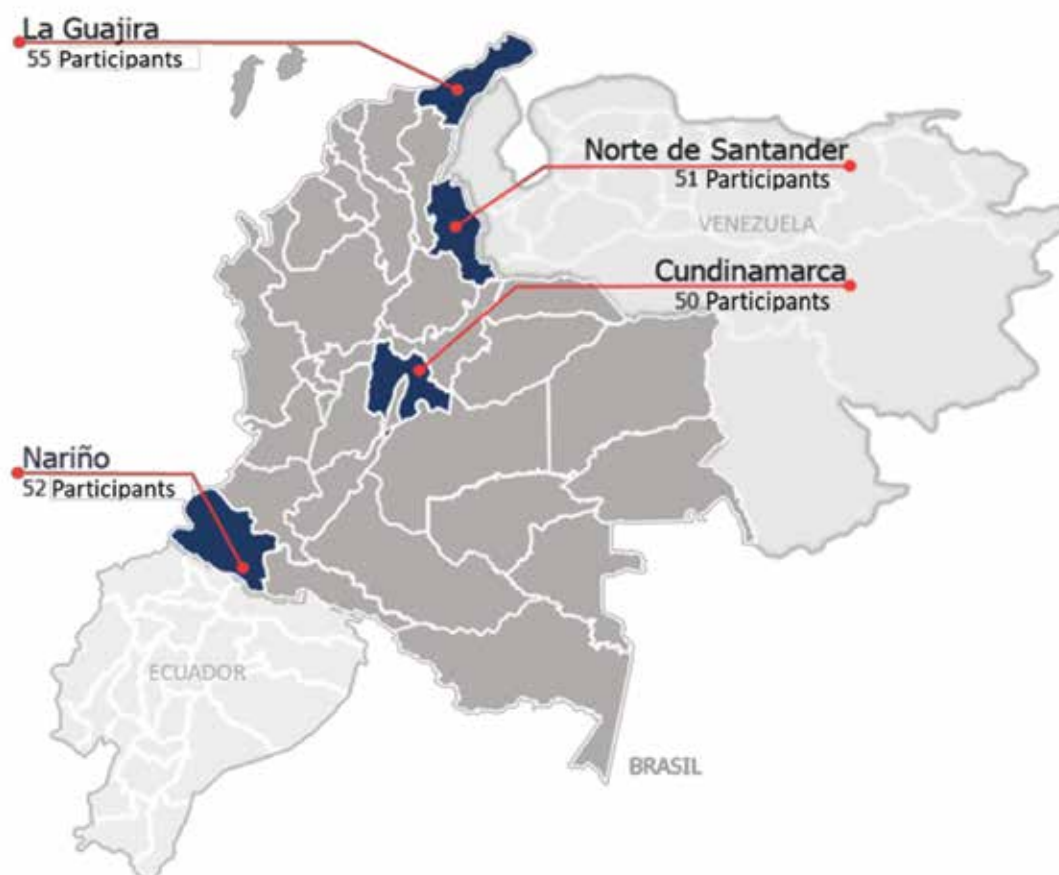 La Guajira
55 Participants
Norte de Santander
51 Participants
VENEZUELA
Cundinamarca
50 Participants
Nariño
52 Participants
ECUADOR
BRASIL